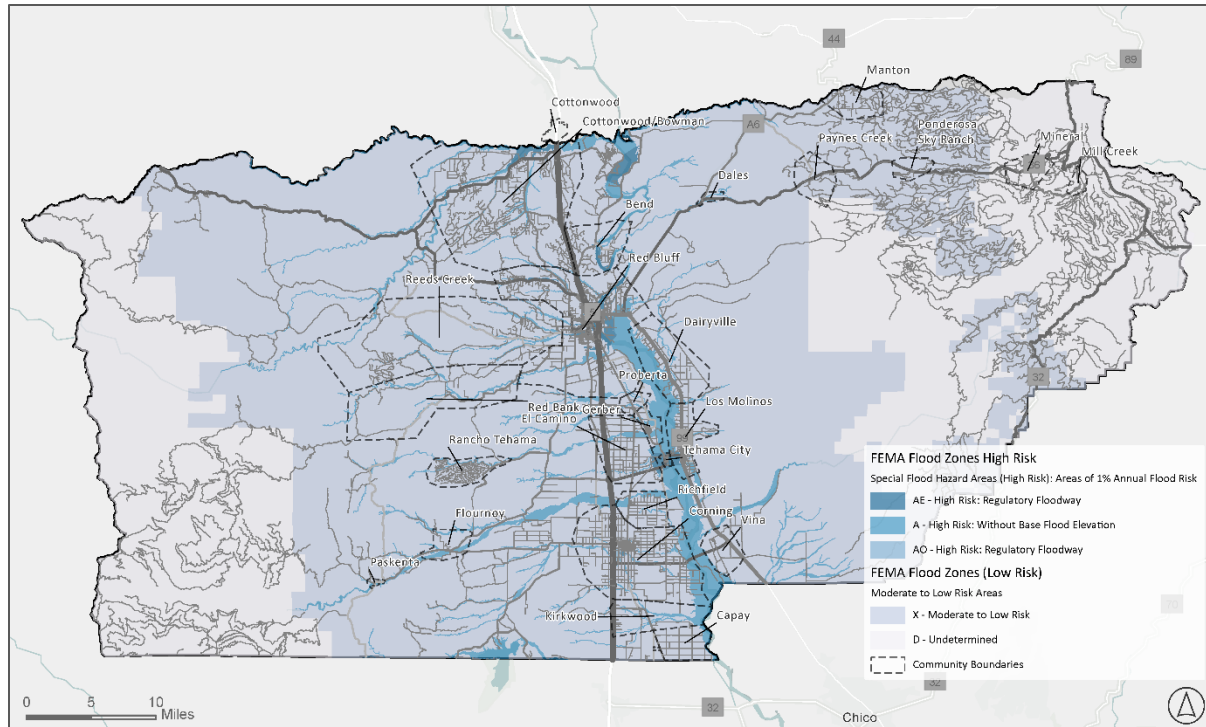 44
89
Manton
Cottonwood
Cottonwood/Bowman
A6
Paynes Creek
Ponderosa
Sky Ranch
Mineral
Mill Creek
36
Dales
Bend
Red Bluff
Reeds Creek
Dairyville
Proberta
32
Red Bank
Gerber
El Camino
Los Molinos
99
Rancho Tehama
Tehama City
Richfield
Corning
Flournoy
Vina
Paskenta
Kirkwood
Capay
FEMA Flood Zones High Risk
Special Flood Hazard Areas (High Risk): Areas of 1% Annual Flood Risk
AE - High Risk: Regulatory Floodway
A - High Risk: Without Base Flood Elevation
AO - High Risk: Regulatory Floodway
FEMA Flood Zones (Low Risk)
Moderate to Low Risk Areas
X - Moderate to Low Risk
D - Undetermined
Community Boundaries
70
32
32
Chico
0 5 10
Miles